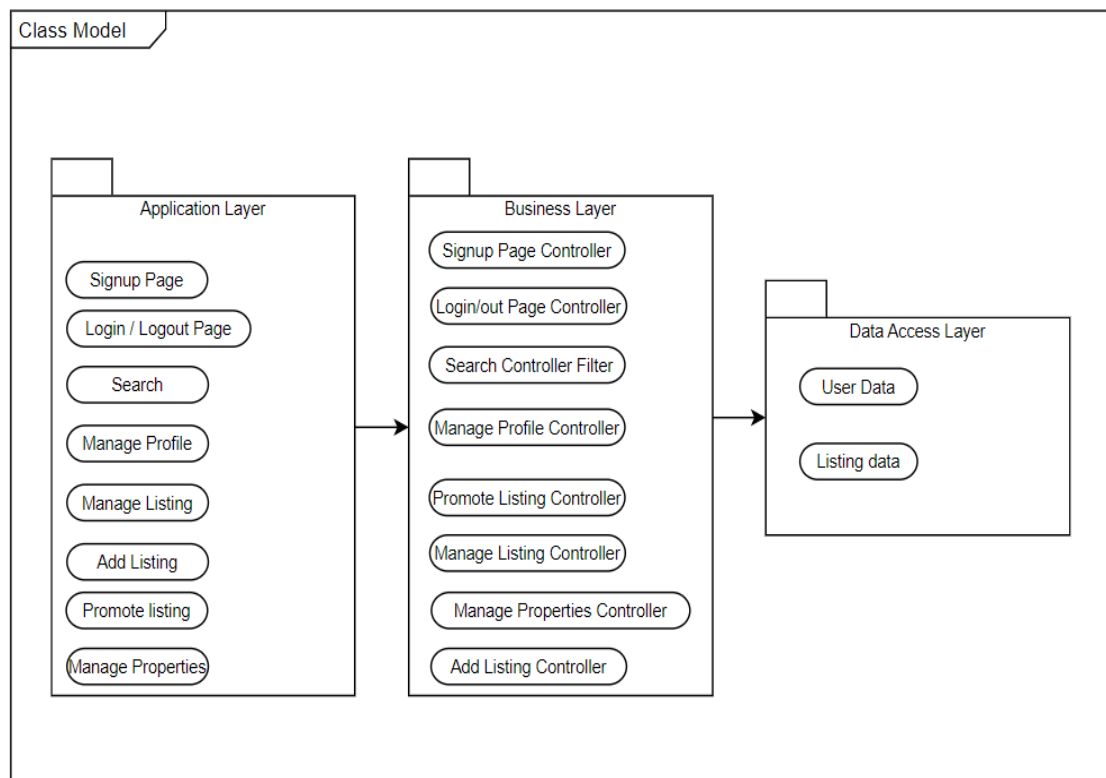 Class Model
Application Layer
Signup Page
Login / Logout Page
Search
Manage Profile
Manage Listing
Add Listing
Promote listing
Manage Properties
Business Layer
Signup Page Controller
Login/out Page Controller
Search Controller Filter
Manage Profile Controller
Promote Listing Controller
Manage Listing Controller
Manage Properties Controller
Add Listing Controller
Data Access Layer
User Data
Listing data